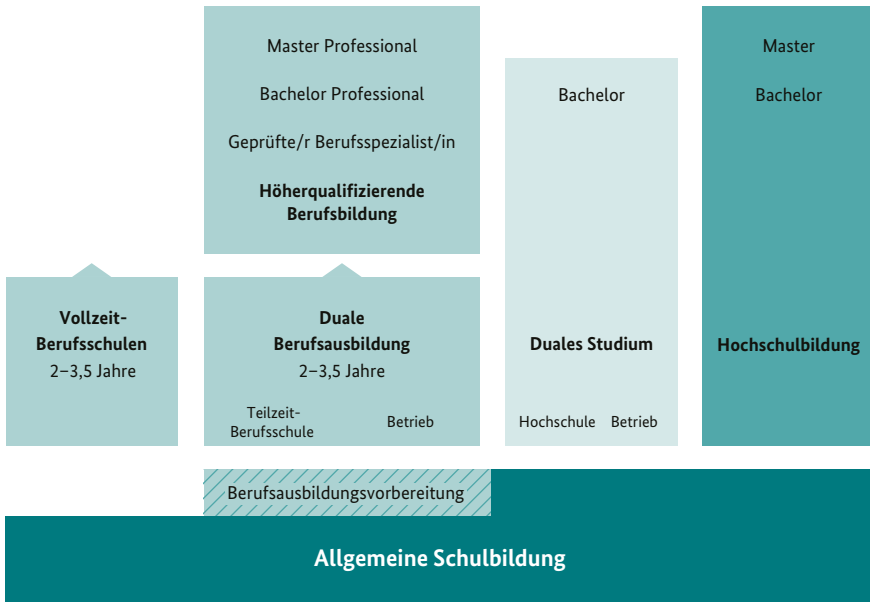 Master Professional
Bachelor Professional
Geprüfte/r Berufsspezialist/in
Höherqualifizierende
Berufsbildung
Bachelor
Master
Bachelor
Vollzeit-
Berufsschulen
2–3,5 Jahre
Duale
Berufsausbildung
2–3,5 Jahre
Teilzeit-
Berufsschule
Betrieb
Duales Studium
Hochschule
Betrieb
Hochschulbildung
Berufsausbildungsvorbereitung
Allgemeine Schulbildung